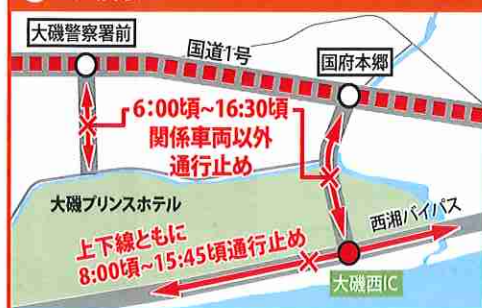 大磯警察署前
国道1号
国府本郷
6:00頃~16:30頃
関係車両以外
通行止め
大磯プリンスホテル
西湘バイパス
上下線ともに
8:00頃~15:45頃通行止め
大磯西IC